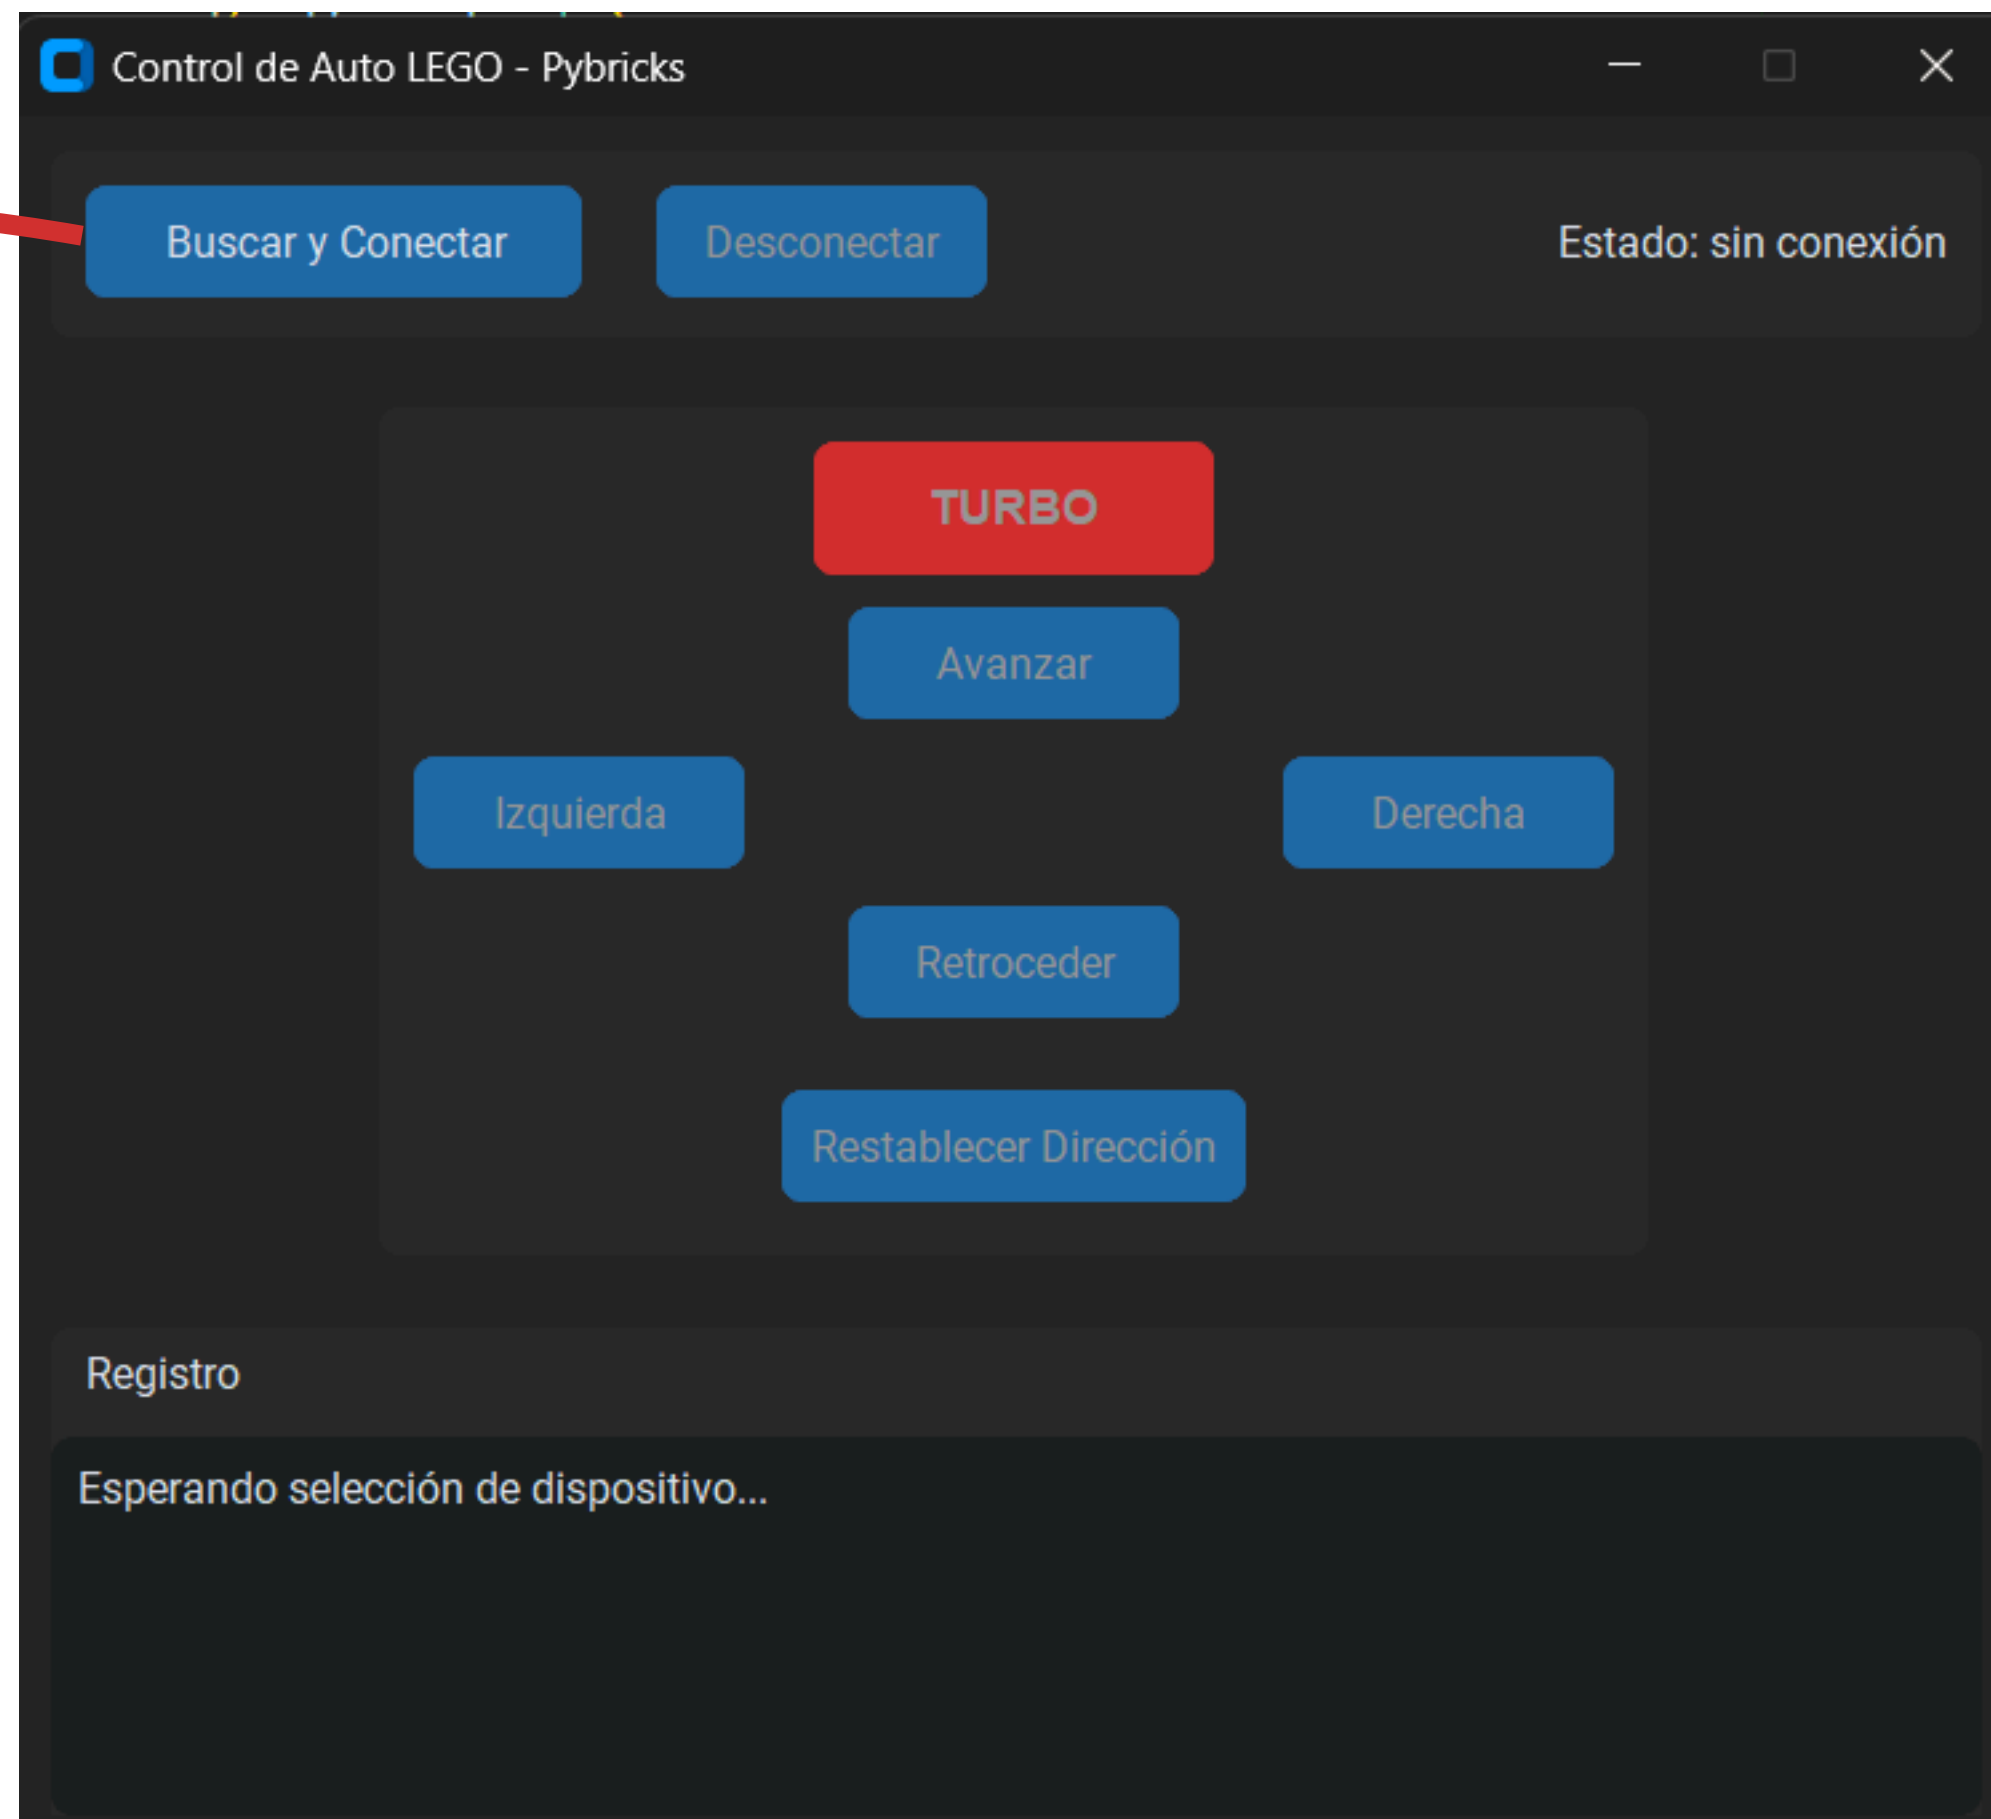 Control de Auto LEGO - Pybricks
Buscar y Conectar
Desconectar
Estado: sin conexión
TURBO
Avanzar
Izquierda
Derecha
Retroceder
Restablecer Dirección
Registro
Esperando selección de dispositivo...